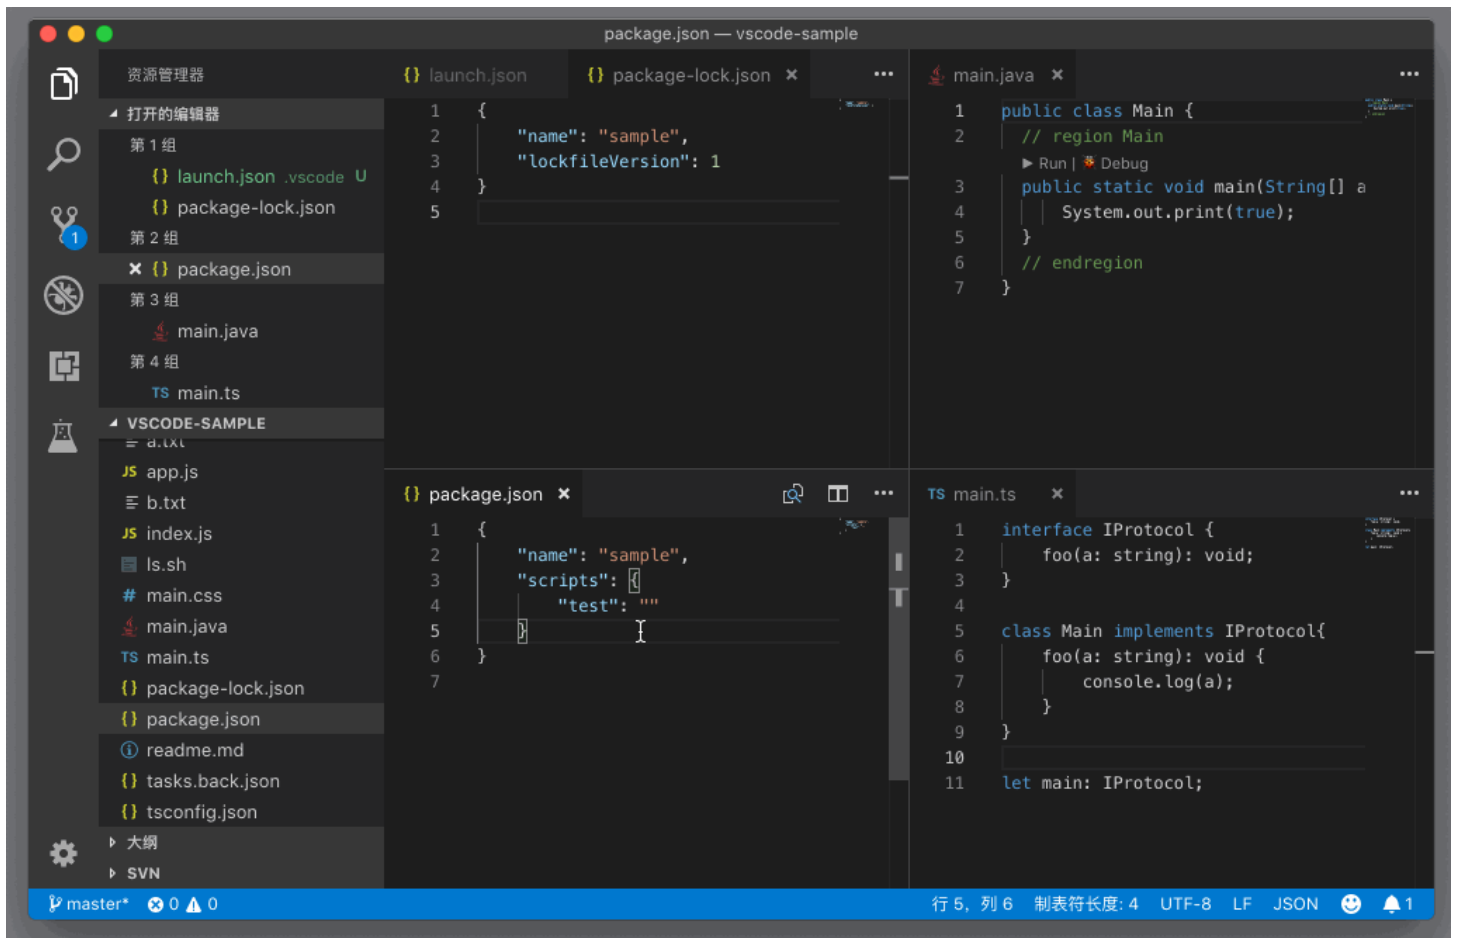 package.json — vscode-sample
资源管理器
打开的编辑器
第 1 组
{} launch.json .vscode U
{} package-lock.json
第 2 组
× {} package.json
第 3 组
main.java
第 4 组
TS main.ts
VSCODE-SAMPLE
a.txt
JS app.js
b.txt
JS index.js
ls.sh
# main.css
main.java
TS main.ts
{} package-lock.json
{} package.json
readme.md
{} tasks.back.json
{} tsconfig.json
大纲
SVN
1
{} launch.json {} package-lock.json × ···
1 {
2 "name": "sample",
3 "lockfileVersion": 1
4 }
5
main.java × ···
1 public class Main {
2 // region Main
▶ Run | Debug
3 public static void main(String[] a
4 System.out.print(true);
5 }
6 // endregion
7 }
{} package.json × ···
1 {
2 "name": "sample",
3 "scripts": {
4 "test": ""
5 }
6 }
7
TS main.ts × ···
1 interface IProtocol {
2 foo(a: string): void;
3 }
4
5 class Main implements IProtocol{
6 foo(a: string): void {
7 console.log(a);
8 }
9 }
10
11 let main: IProtocol;
master* 0 0 行 5, 列 6 制表符长度: 4 UTF-8 LF JSON 1